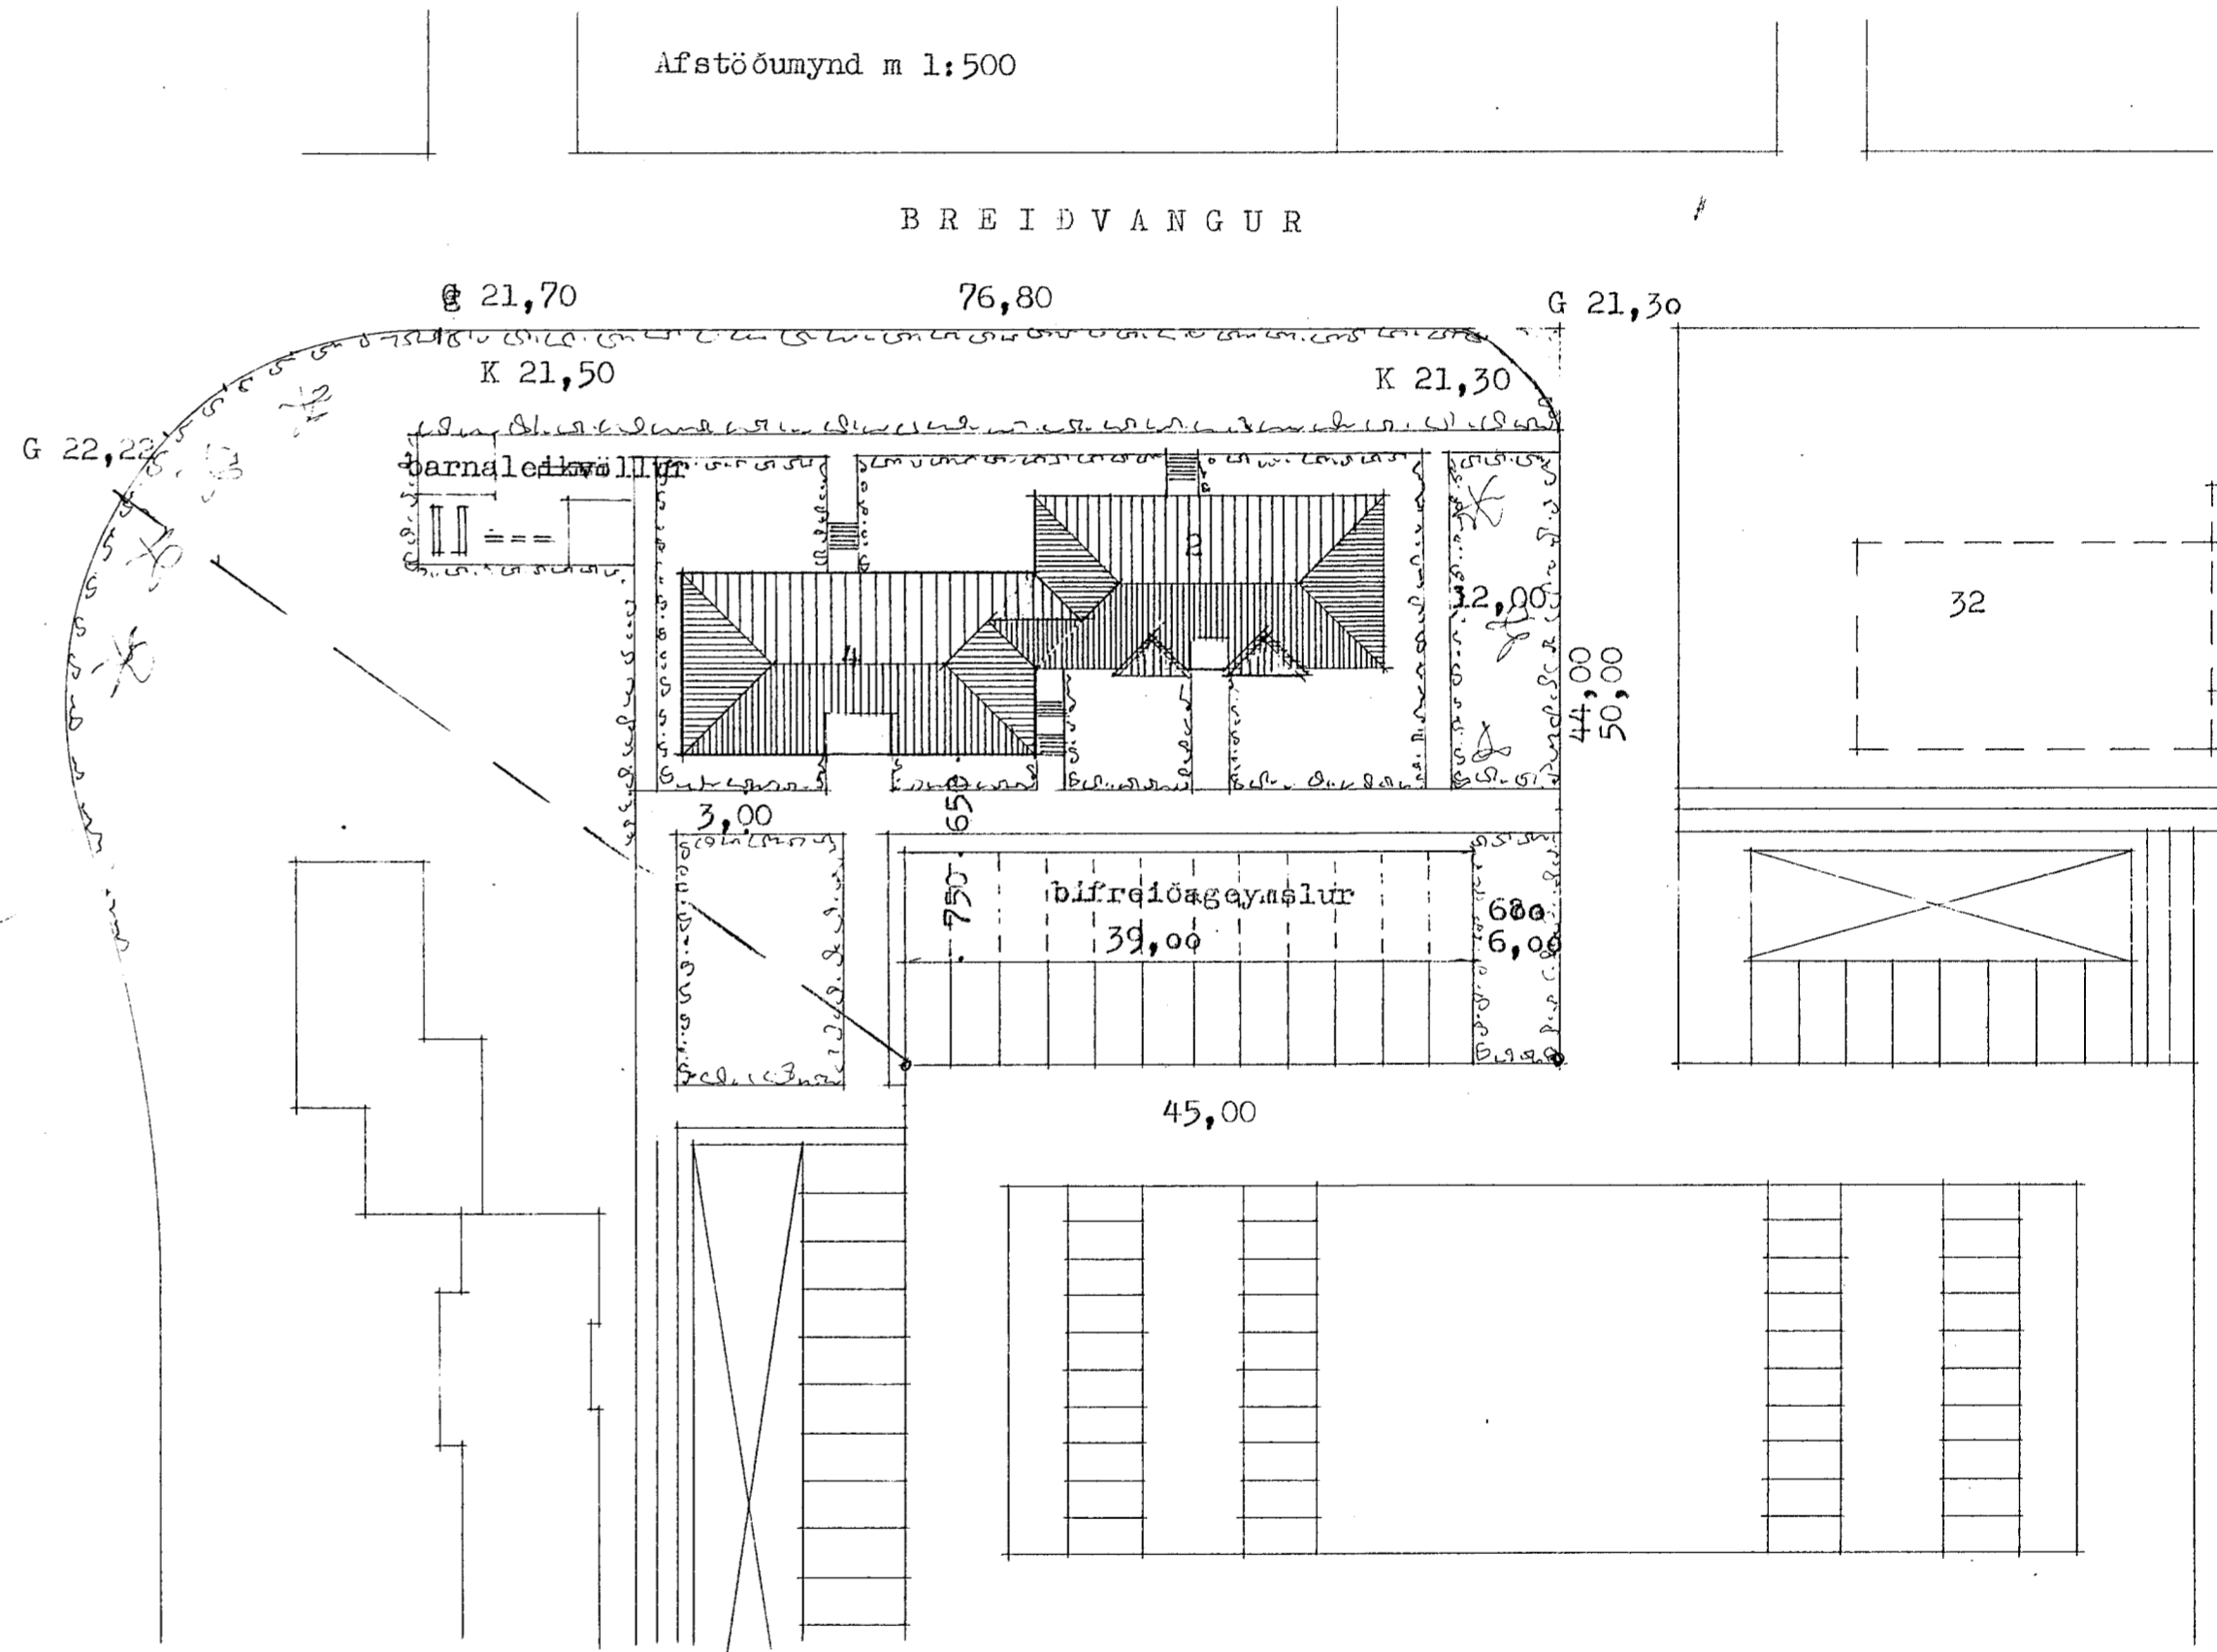 Afstöðumynd m 1:500
BREIÐVANGUR
G 21,70
76,80
G 21,30
K 21,50
K 21,30
G 22,22
barnaleikvöllur
2
12,00
32
4
44,00
50,00
3,00
650
750
bifreiðageymslur
39,00
6,00
45,00